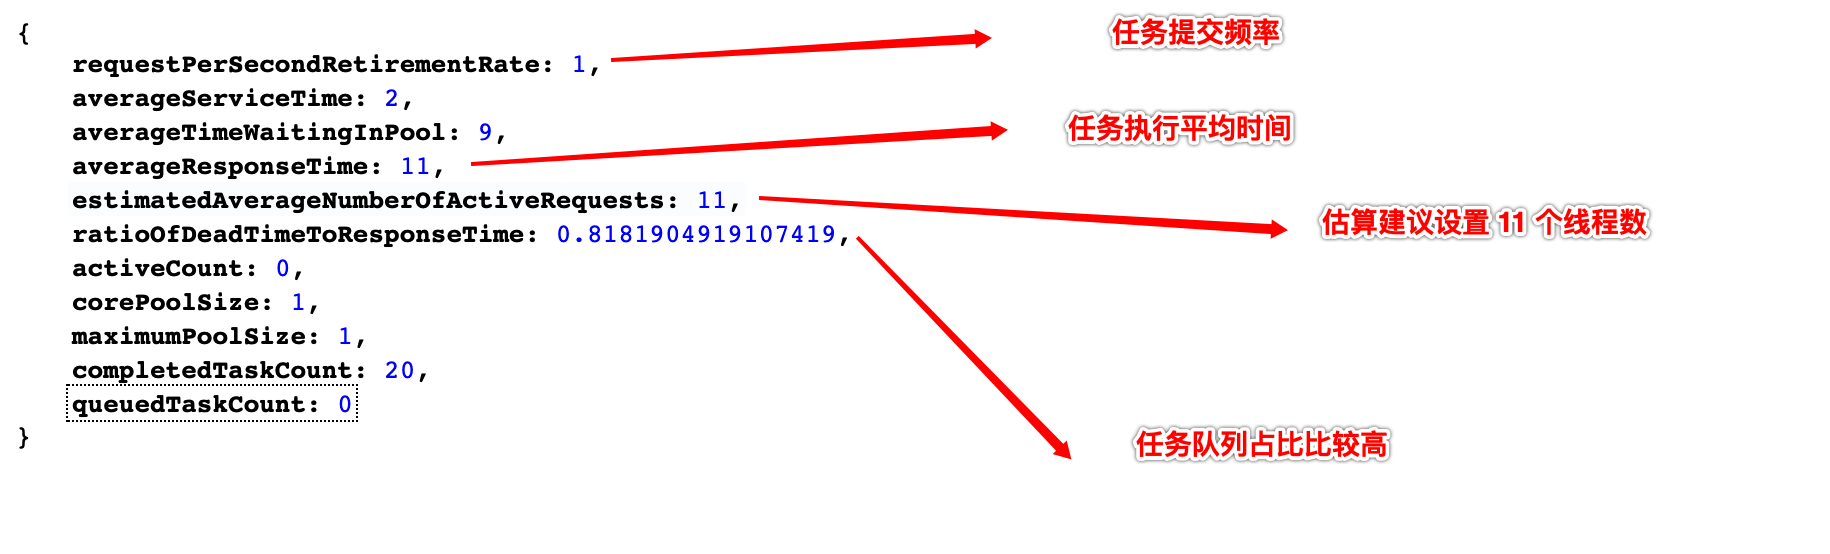 {
requestPerSecondRetirementRate: 1,
任务提交频率
averageServiceTime: 2,
averageTimeWaitingInPool: 9,
任务执行平均时间
averageResponseTime: 11,
estimatedAverageNumberOfActiveRequests: 11,
估算建议设置 11 个线程数
ratioOfDeadTimeToResponseTime: 0.8181904919107419,
activeCount: 0,
corePoolSize: 1,
maximumPoolSize: 1,
completedTaskCount: 20,
queuedTaskCount: 0
任务队列占比比较高
}